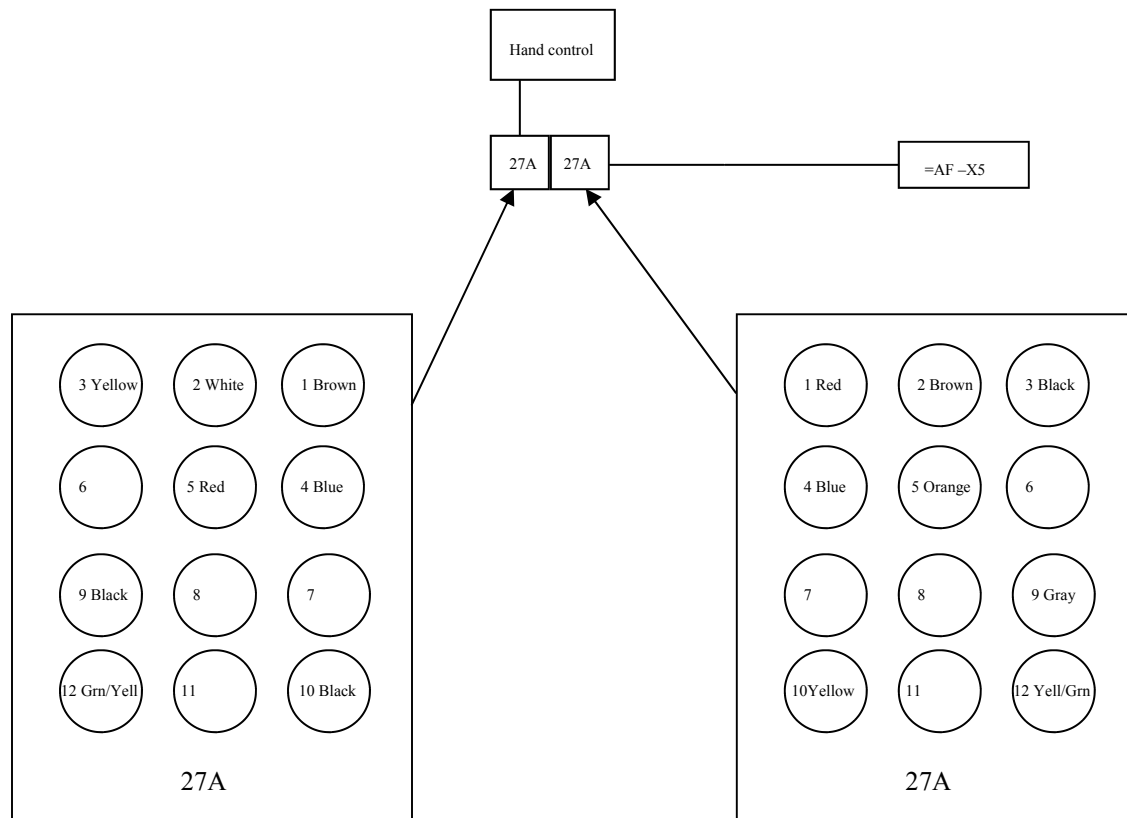 Hand control
27A
27A
=AF –X5
3 Yellow
2 White
1 Brown
6
5 Red
4 Blue
9 Black
8
7
12 Grn/Yell
11
10 Black
27A
1 Red
2 Brown
3 Black
4 Blue
5 Orange
6
7
8
9 Gray
10Yellow
11
12 Yell/Grn
27A